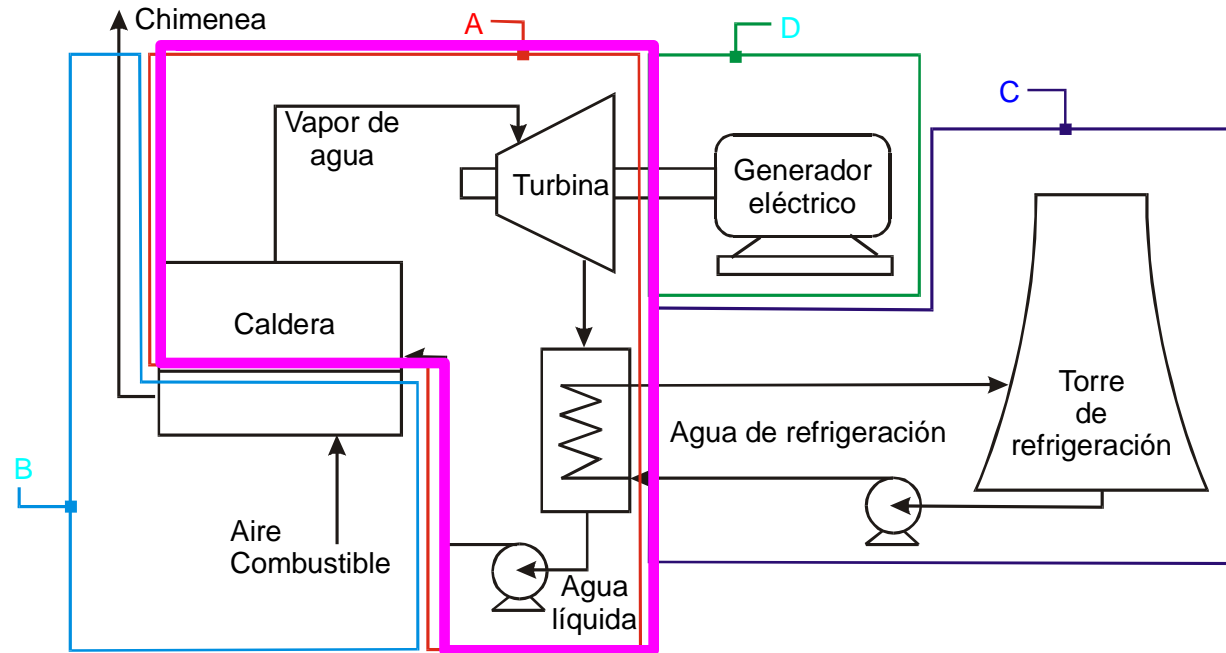 Chimenea
A
D
C
Vapor de
agua
Turbina
Generador
eléctrico
Caldera
Torre
de
refrigeración
Agua de refrigeración
B
Aire
Combustible
Agua
líquida